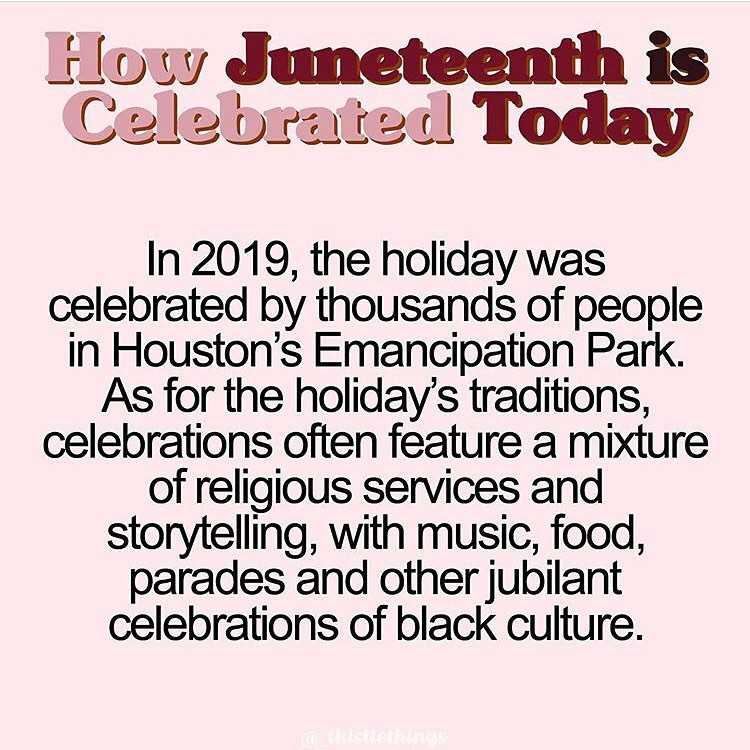 How Juneteenth is
Celebrated Today
In 2019, the holiday was
celebrated by thousands of people
in Houston’s Emancipation Park.
As for the holiday’s traditions,
celebrations often feature a mixture
of religious services and
storytelling, with music, food,
parades and other jubilant
celebrations of black culture.
@_thistlethings